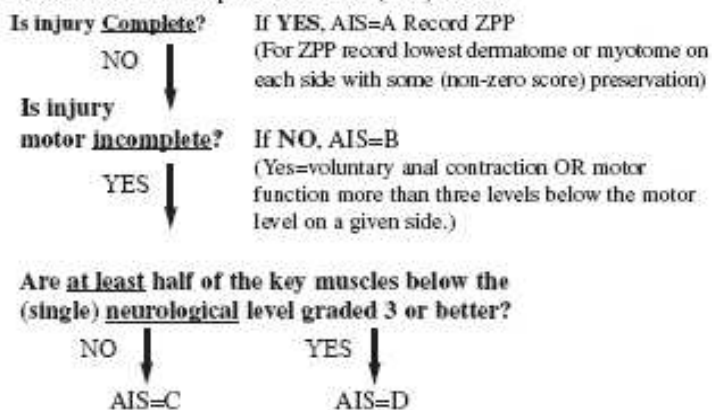 Is injury Complete? If YES, AIS=A Record ZPP
(For ZPP record lowest dermatome or myotome on
each side with some (non-zero score) preservation)
NO
Is injury
motor incomplete? If NO, AIS=B
(Yes=voluntary anal contraction OR motor
function more than three levels below the motor
level on a given side.)
YES
Are at least half of the key muscles below the
(single) neurological level graded 3 or better?
NO YES
AIS=C AIS=D